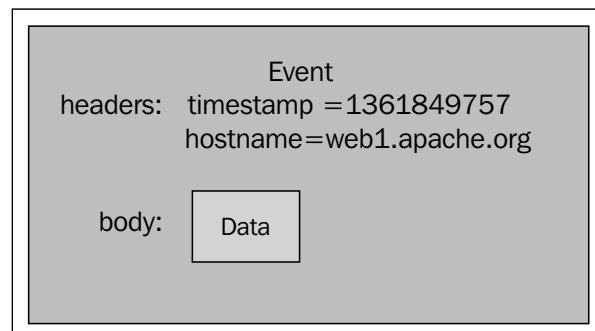 Event
headers: timestamp =1361849757
hostname=web1.apache.org
body: Data